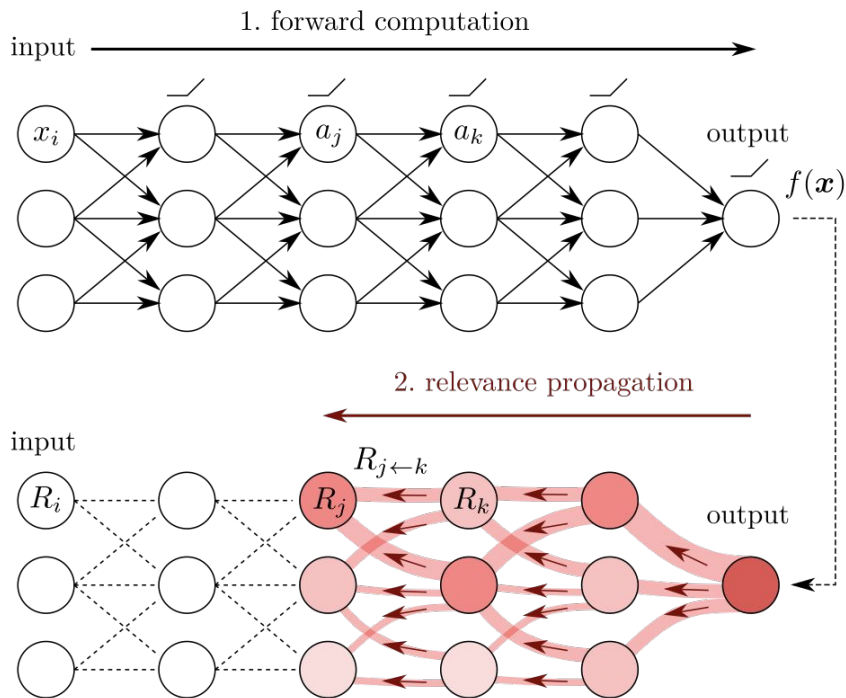 1. forward computation
input
x_i
a_j
a_k
output
f(x)
2. relevance propagation
input
R_{j←k}
R_i
R_j
R_k
output